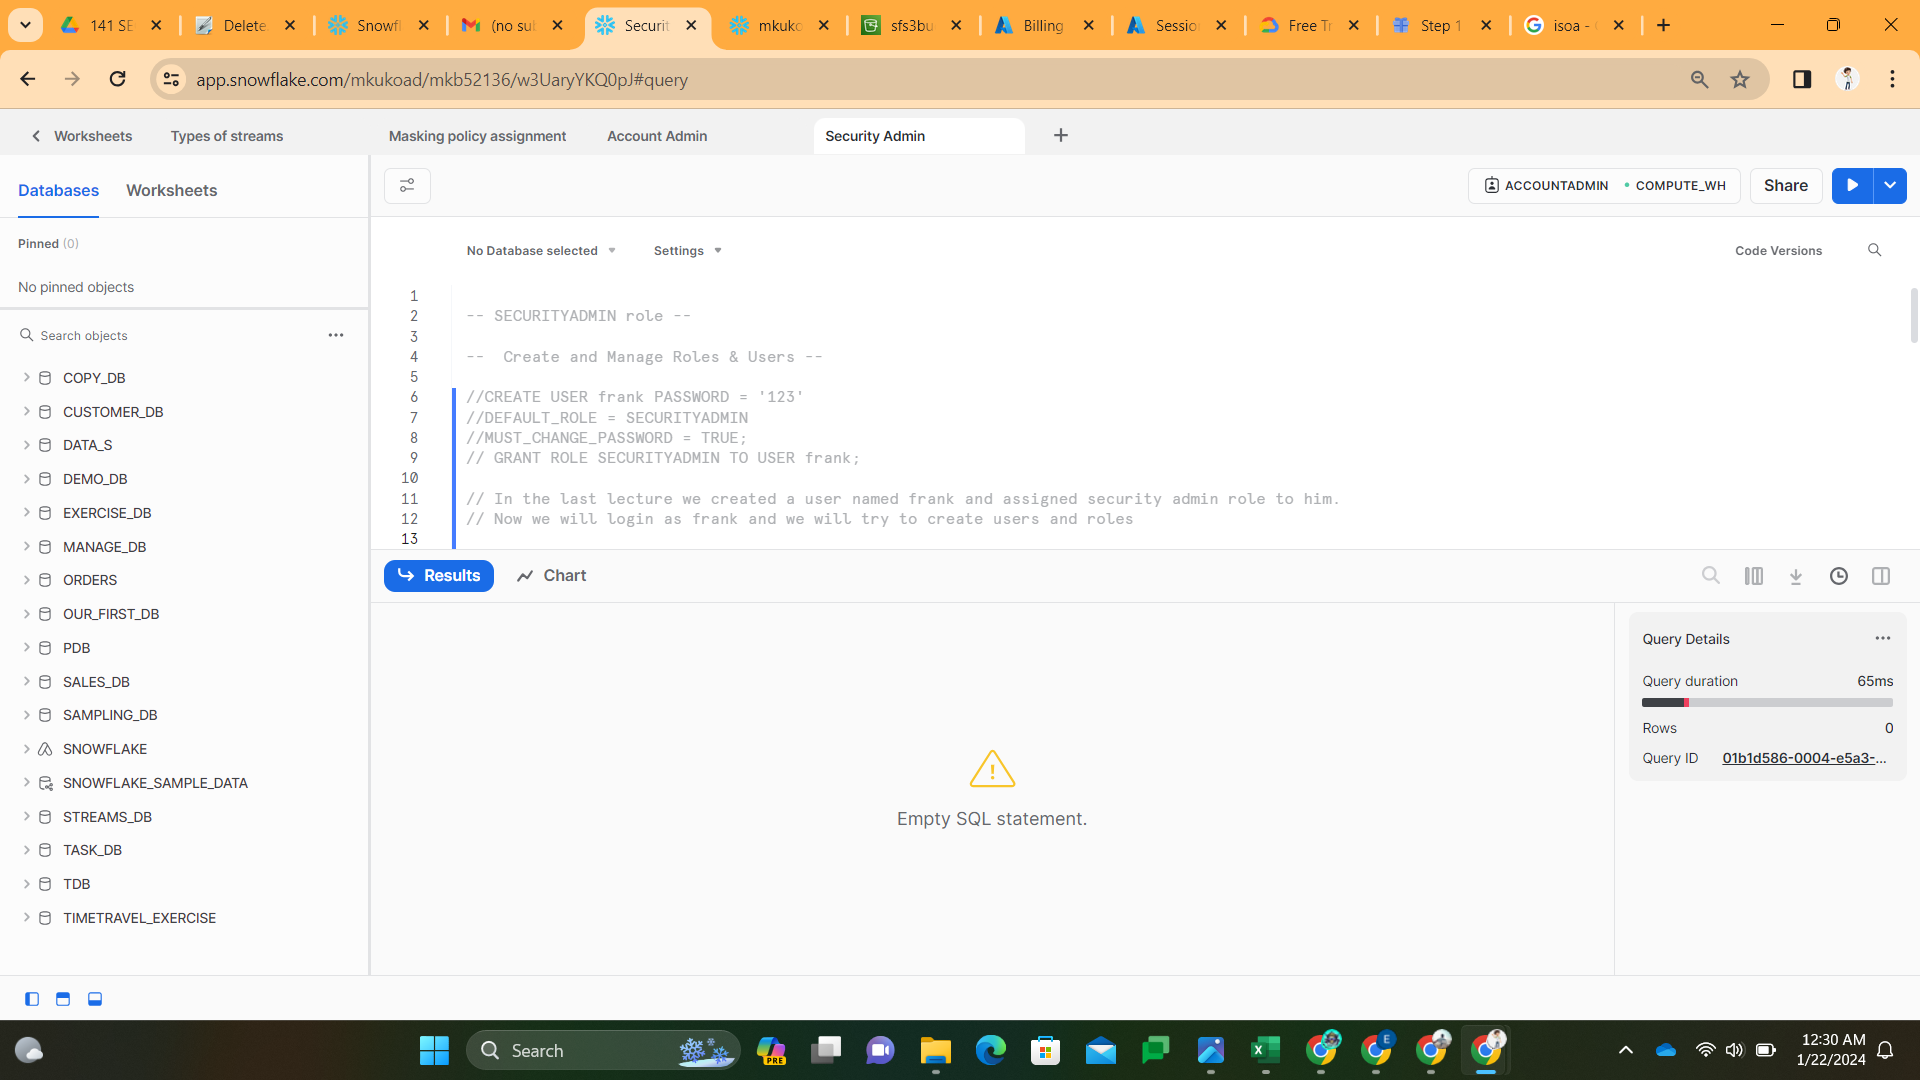 141 SE
Delete
Snowfl
(no sub
Securit
mkuko
sfs3bu
Billing
Sessio
Free Tr
Step 1
isoa -
app.snowflake.com/mkukoad/mkb52136/w3UaryYKQ0pJ#query
Worksheets
Types of streams
Masking policy assignment
Account Admin
Security Admin
Databases
Worksheets
ACCOUNTADMIN
COMPUTE_WH
Share
Pinned (0)
No pinned objects
Search objects
COPY_DB
CUSTOMER_DB
DATA_S
DEMO_DB
EXERCISE_DB
MANAGE_DB
ORDERS
OUR_FIRST_DB
PDB
SALES_DB
SAMPLING_DB
SNOWFLAKE
SNOWFLAKE_SAMPLE_DATA
STREAMS_DB
TASK_DB
TDB
TIMETRAVEL_EXERCISE
No Database selected
Settings
Code Versions
1
2 -- SECURITYADMIN role --
3
4 --  Create and Manage Roles & Users --
5
6 //CREATE USER frank PASSWORD = '123'
7 //DEFAULT_ROLE = SECURITYADMIN
8 //MUST_CHANGE_PASSWORD = TRUE;
9 // GRANT ROLE SECURITYADMIN TO USER frank;
10
11 // In the last lecture we created a user named frank and assigned security admin role to him.
12 // Now we will login as frank and we will try to create users and roles
13
Results
Chart
Empty SQL statement.
Query Details
Query duration 65ms
Rows 0
Query ID 01b1d586-0004-e5a3-...
Search
PRE
E
12:30 AM
1/22/2024